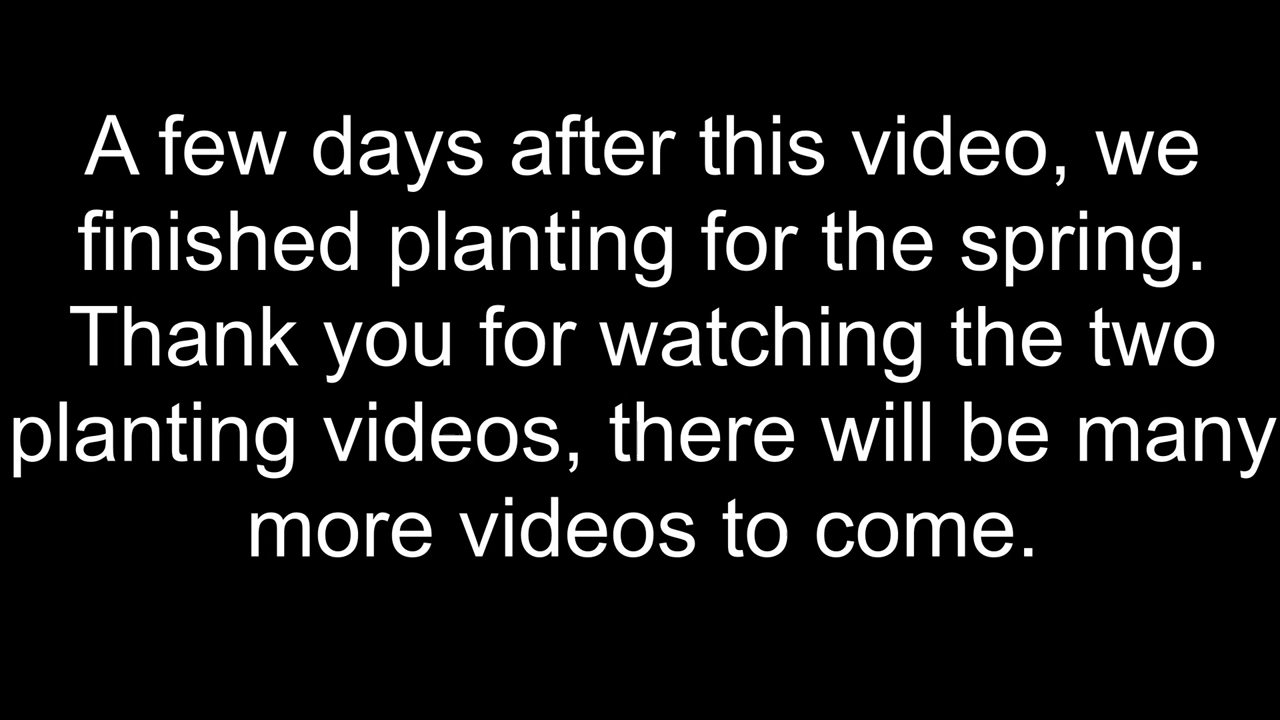 A few days after this video, we
finished planting for the spring.
Thank you for watching the two
planting videos, there will be many
more videos to come.